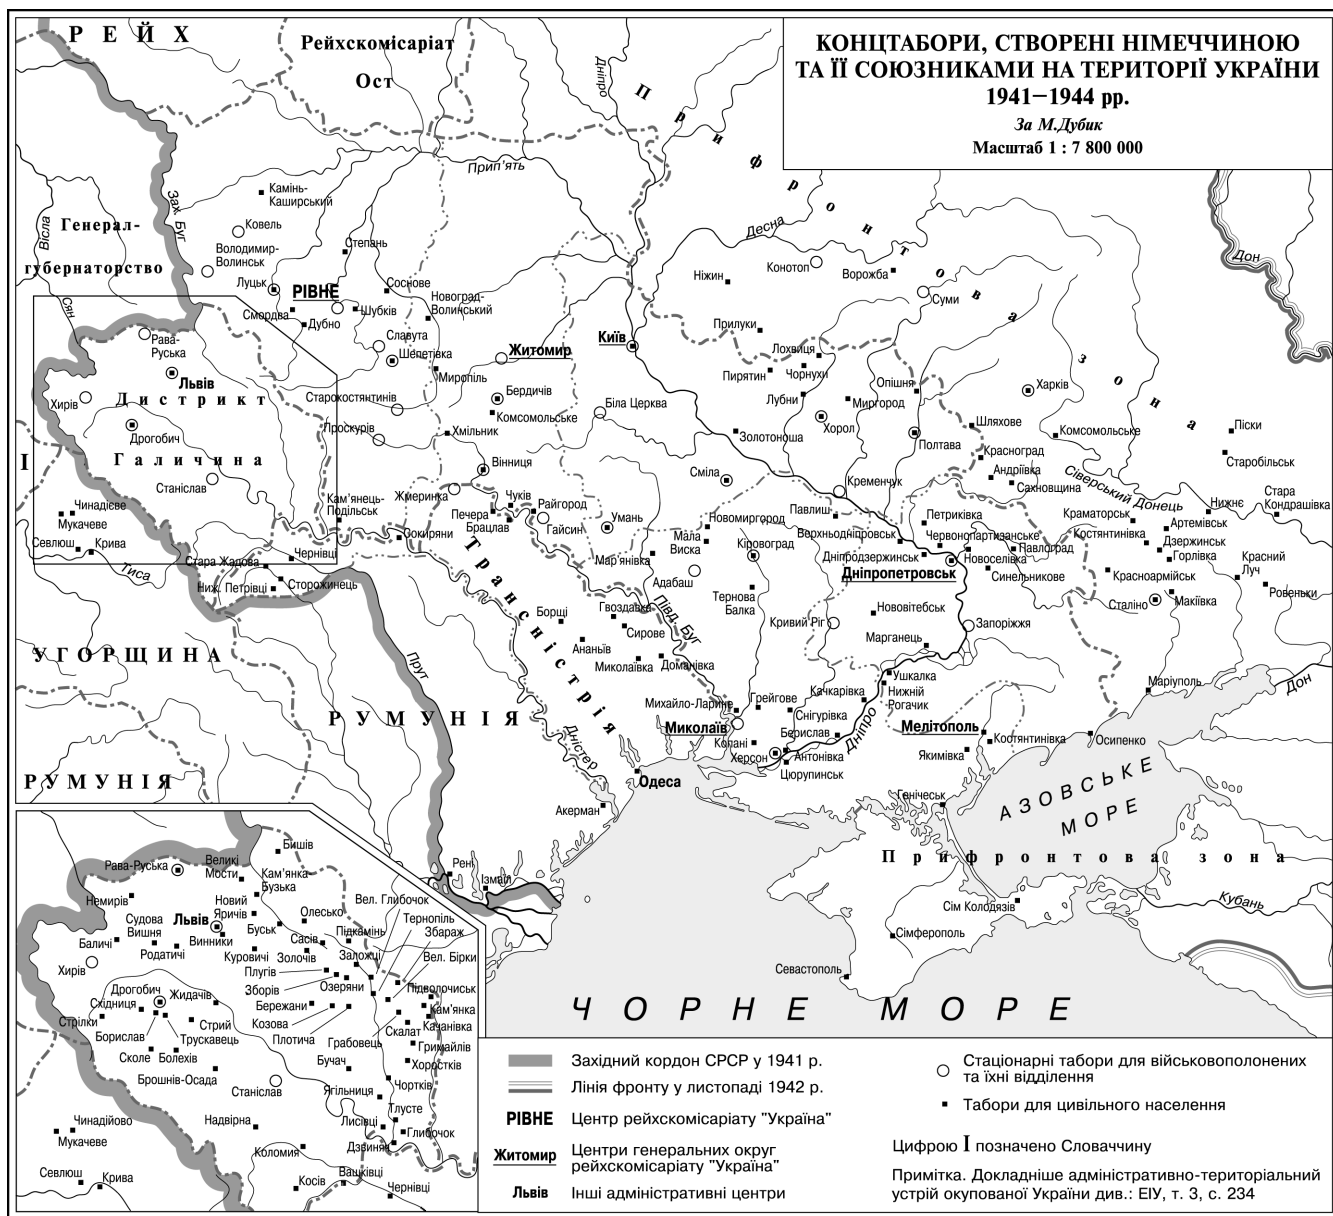 КОНЦТАБОРИ, СТВОРЕНІ НІМЕЧЧИНОЮ
ТА ЇЇ СОЮЗНИКАМИ НА ТЕРИТОРІЇ УКРАЇНИ
1941–1944 рр.
За М.Дубик
Масштаб 1 : 7 800 000
РЕЙХ
Рейхскомісаріат
Ост
Дніпро
Прифронтова зона
Прип'ять
Десна
Дон
Зах. Буг
Вісла
Сян
Генерал-
губернаторство
Камінь-
Каширський
Ковель
Володимир-
Волинськ
Степань
Луцьк
РІВНЕ
Соснове
Смордва
Дубно
Шубків
Новоград-
Волинський
Славута
Шепетівка
Миропіль
Житомир
Київ
Ніжин
Конотоп
Ворожба
Суми
Прилуки
Лохвиця
Пирятин
Чорнухи
Лубни
Миргород
Опішня
Харків
Хорол
Полтава
Шляхове
Комсомольське
Піски
Старобільськ
Красноград
Андріївка
Сахновщина
Рава-
Руська
Львів
Дистрикт
Галичина
Хирів
Дрогобич
Станіслав
Старокостянтинів
Проскурів
Бердичів
Комсомольське
Хмільник
Біла Церква
Золотоноша
Вінниця
Сміла
Кременчук
Жмеринка
Чуків
Райгород
Печера
Брацлав
Гайсин
Умань
Кам'янець-
Подільськ
Сокиряни
І
Чинадієве
Мукачеве
Севлюш
Крива
Тиса
Чернівці
Стара Жадова
Сторожинець
Ниж. Петрівці
Павлиш
Новомиргород
Мала
Виска
Кіровоград
Мар'янівка
Адабаш
Верхньодніпровськ
Дніпродзержинськ
Петриківка
Червонопартизанське
Павлоград
Новоселівка
Дніпропетровськ
Синельникове
Сіверський Донець
Краматорськ
Костянтинівка
Артемівськ
Дзержинськ
Горлівка
Нижнє
Стара
Кондрашівка
Красний
Луч
Ровеньки
Красноармійськ
Сталіно
Макіївка
Трансністрія
Борщі
Гвоздавка
Сирове
Ананьїв
Миколаївка
Доманівка
Півд. Буг
Тернова
Балка
Кривий Ріг
Нововітебськ
Марганець
Запоріжжя
УГОРЩИНА
Прут
РУМУНІЯ
РУМУНІЯ
Дністер
Михайло-Ларине
Миколаїв
Грейгове
Снігурівка
Качкарівка
Ушкалка
Нижній
Рогачик
Берислав
Дніпро
Копані
Херсон
Антонівка
Цюрупинськ
Мелітополь
Костянтинівка
Якимівка
Осипенко
Маріуполь
Дон
Генічеськ
Одеса
Акерман
Рені
Ізмаїл
АЗОВСЬКЕ
МОРЕ
Прифронтова зона
Сім Колодязів
Сімферополь
Севастополь
Кубань
ЧОРНЕ МОРЕ
Рава-Руська
Великі
Мости
Бишів
Кам'янка-
Бузька
Немирів
Новий
Яричів
Львів
Судова
Вишня
Баличі
Родатичі
Винники
Буськ
Олесько
Куровичі
Сасів
Золочів
Підкамінь
Вел. Глибочок
Тернопіль
Збараж
Вел. Бірки
Заложці
Плугів
Зборів
Озеряни
Підволочиськ
Хирів
Дрогобич
Жидачів
Східниця
Стрілки
Бережани
Козова
Плотича
Кам'янка
Качанівка
Скалат
Грабовець
Гримайлів
Борислав
Стрий
Трускавець
Сколе
Болехів
Брошнів-Осада
Бучач
Хоростків
Станіслав
Ягільниця
Чортків
Тлусте
Лисівці
Глибочок
Дзвиняч
Чинадійово
Мукачеве
Надвірна
Коломия
Севлюш
Крива
Косів
Вашківці
Чернівці
Західний кордон СРСР у 1941 р.
Лінія фронту у листопаді 1942 р.
РІВНЕ Центр рейхскомісаріату "Україна"
Житомир Центри генеральних округ
рейхскомісаріату "Україна"
Львів Інші адміністративні центри
Стаціонарні табори для військовополонених
та їхні відділення
Табори для цивільного населення
Цифрою І позначено Словаччину
Примітка. Докладніше адміністративно-територіальний
устрій окупованої України див.: ЕІУ, т. 3, с. 234